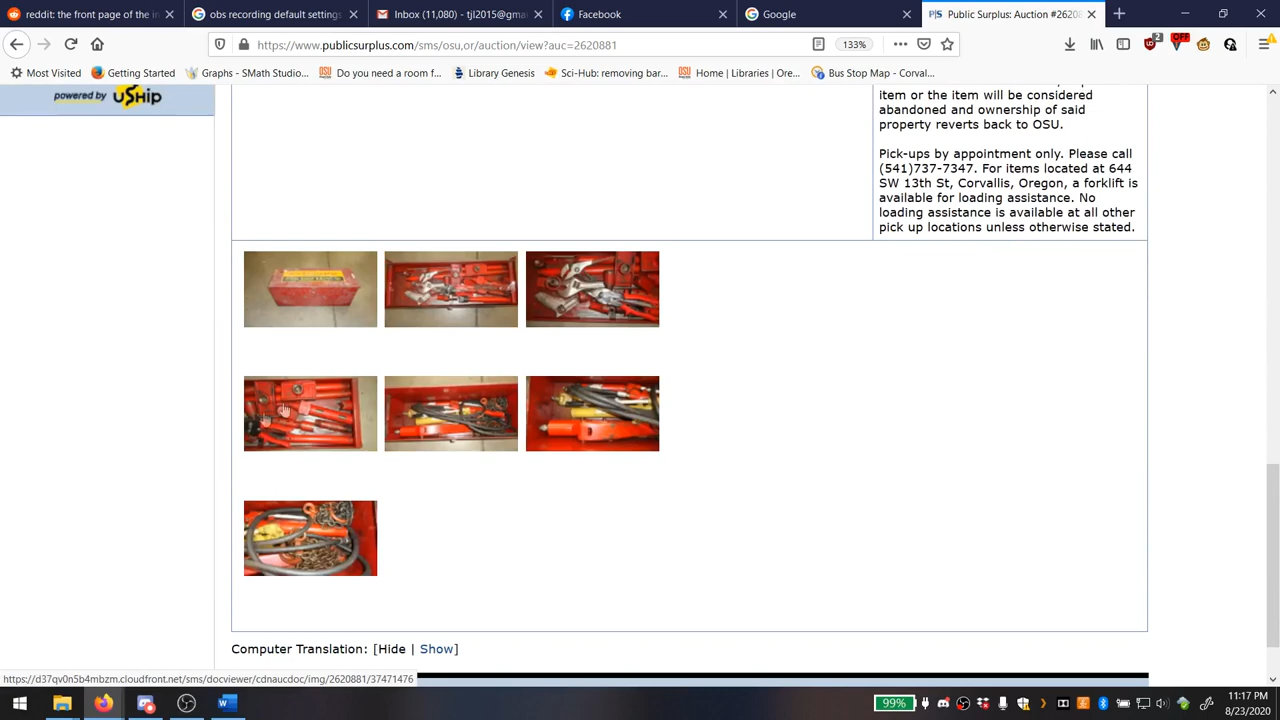 reddit: the front page of the in
obs recording default settings
Inbox (11,080) - tjl2015@gma
Facebook
Google
P|S Public Surplus: Auction #26208
https://www.publicsurplus.com/sms/osu,or/auction/view?auc=2620881
133%
2
OFF
Most Visited
Getting Started
Graphs - SMath Studio...
Do you need a room f...
Library Genesis
Sci-Hub: removing bar...
Home | Libraries | Ore...
Bus Stop Map - Corval...
powered by uShip
item or the item will be considered
abandoned and ownership of said
property reverts back to OSU.
Pick-ups by appointment only. Please call
(541)737-7347. For items located at 644
SW 13th St, Corvallis, Oregon, a forklift is
available for loading assistance. No
loading assistance is available at all other
pick up locations unless otherwise stated.
Computer Translation: [Hide | Show]
https://d37qv0n5b4mbzm.cloudfront.net/sms/docviewer/cdnaucdoc/img/2620881/37471476
99%
11:17 PM
8/23/2020